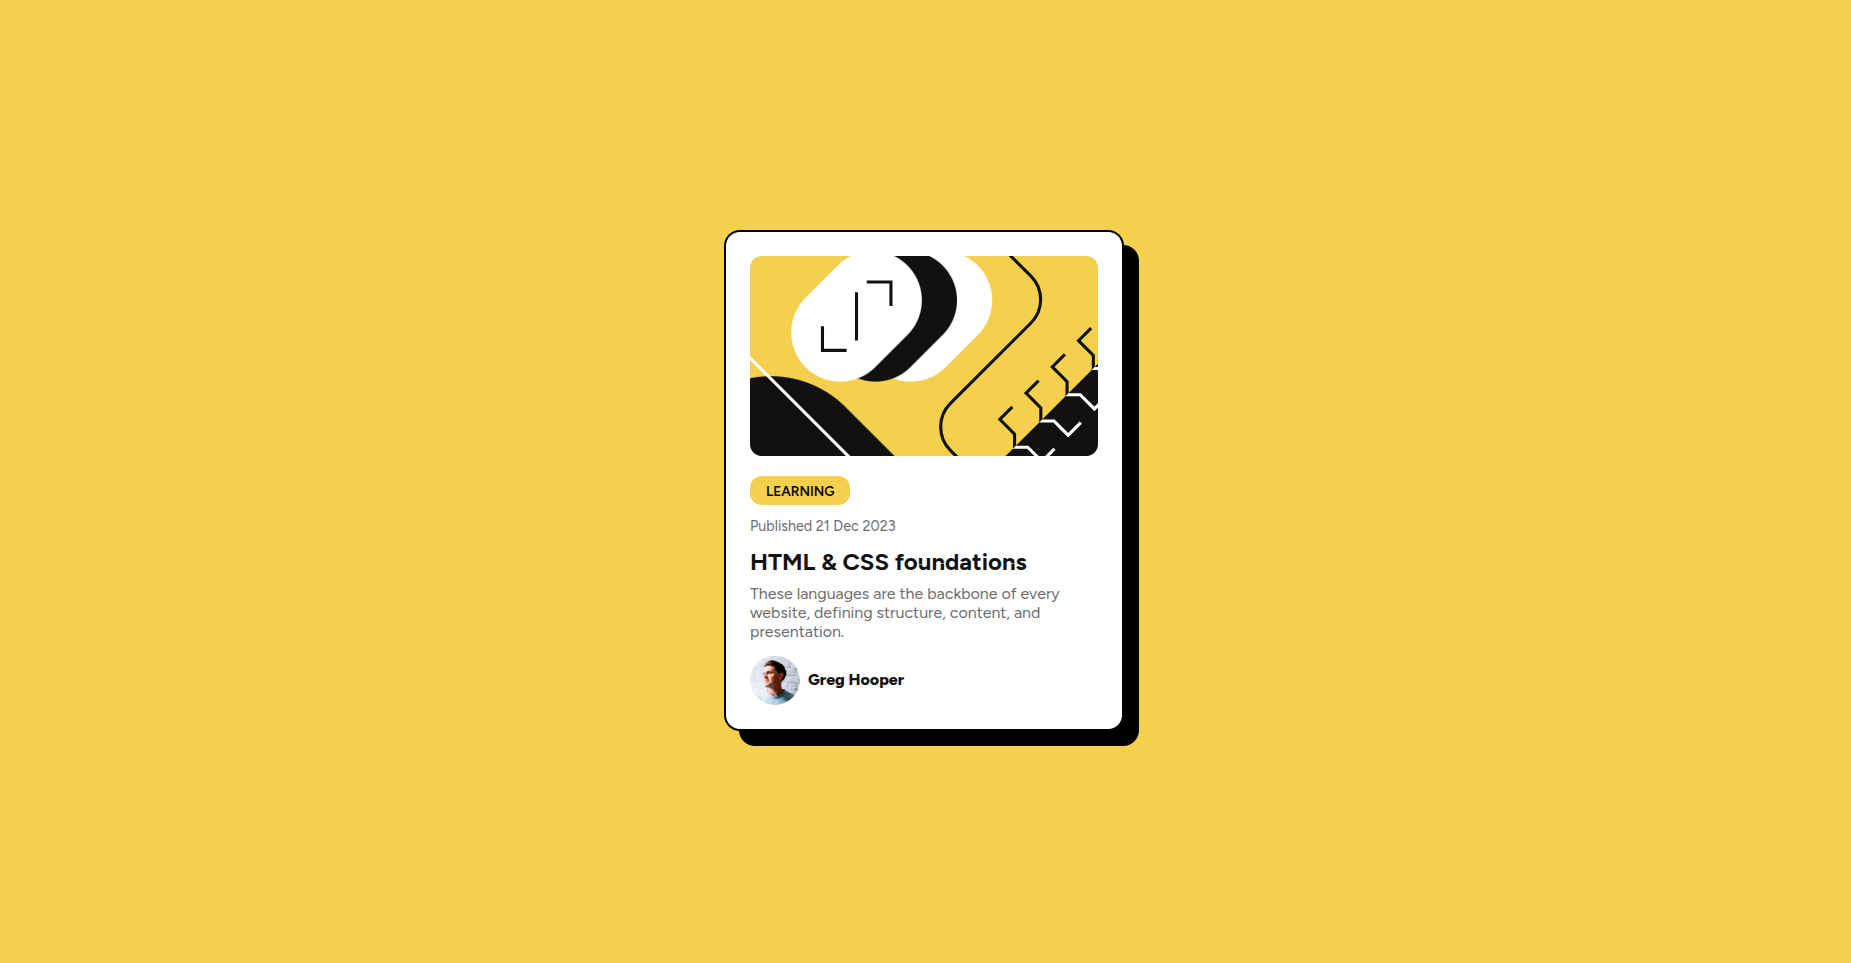 LEARNING
Published 21 Dec 2023
HTML & CSS foundations
These languages are the backbone of every
website, defining structure, content, and
presentation.
Greg Hooper